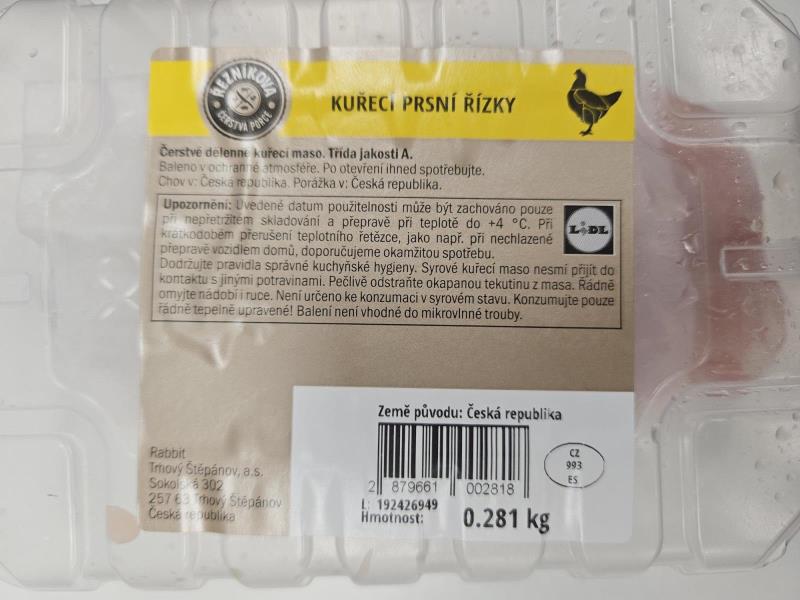 ŘEZNÍKOVA
ČERSTVÁ PORCE
KUŘECÍ PRSNÍ ŘÍZKY
Čerstvé dělenné kuřecí maso. Třída jakosti A.
Baleno v ochranné atmosféře. Po otevření ihned spotřebujte.
Chov v: Česká republika. Porážka v: Česká republika.
Upozornění: Uvedené datum použitelnosti může být zachováno pouze
při nepřetržitém skladování a přepravě při teplotě do +4 °C. Při
krátkodobém přerušení teplotního řetězce, jako např. při nechlazené
přepravě vozidlem domů, doporučujeme okamžitou spotřebu.
LIDL
Dodržujte pravidla správné kuchyňské hygieny. Syrové kuřecí maso nesmí přijít do
kontaktu s jinými potravinami. Pečlivě odstraňte okapanou tekutinu z masa. Řádně
omyjte nádobí i ruce. Není určeno ke konzumaci v syrovém stavu. Konzumujte pouze
řádně tepelně upravené! Balení není vhodné do mikrovlnné trouby.
Země původu: Česká republika
CZ
993
ES
2 879661 002818
L: 192426949
Hmotnost: 0.281 kg
Rabbit
Trhový Štěpánov, a.s.
Sokolská 302
257 63 Trhový Štěpánov
Česká republika